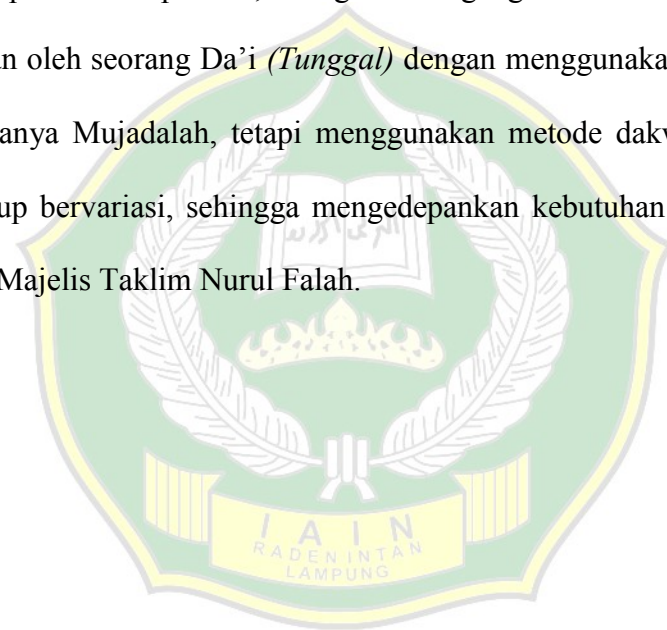 n oleh seorang Da’i (Tunggal) dengan menggunaka
anya Mujadalah, tetapi menggunakan metode dakw
up bervariasi, sehingga mengedepankan kebutuhan
Majelis Taklim Nurul Falah.
I A I N
RADEN INTAN
LAMPUNG